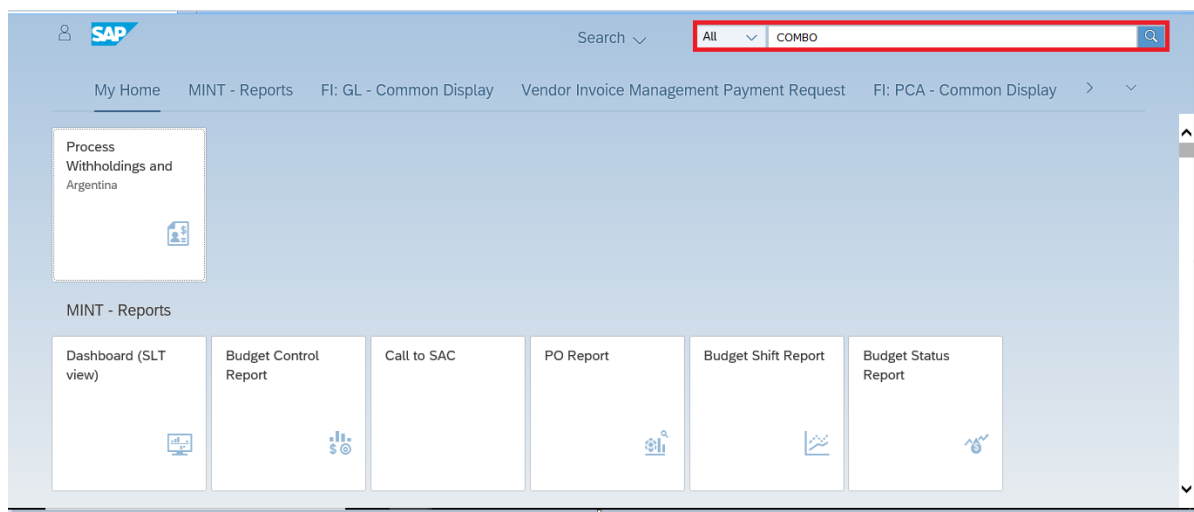 SAP
Search
All
COMBO
My Home
MINT - Reports
FI: GL - Common Display
Vendor Invoice Management Payment Request
FI: PCA - Common Display
Process
Withholdings and
Argentina
MINT - Reports
Dashboard (SLT
view)
Budget Control
Report
Call to SAC
PO Report
Budget Shift Report
Budget Status
Report